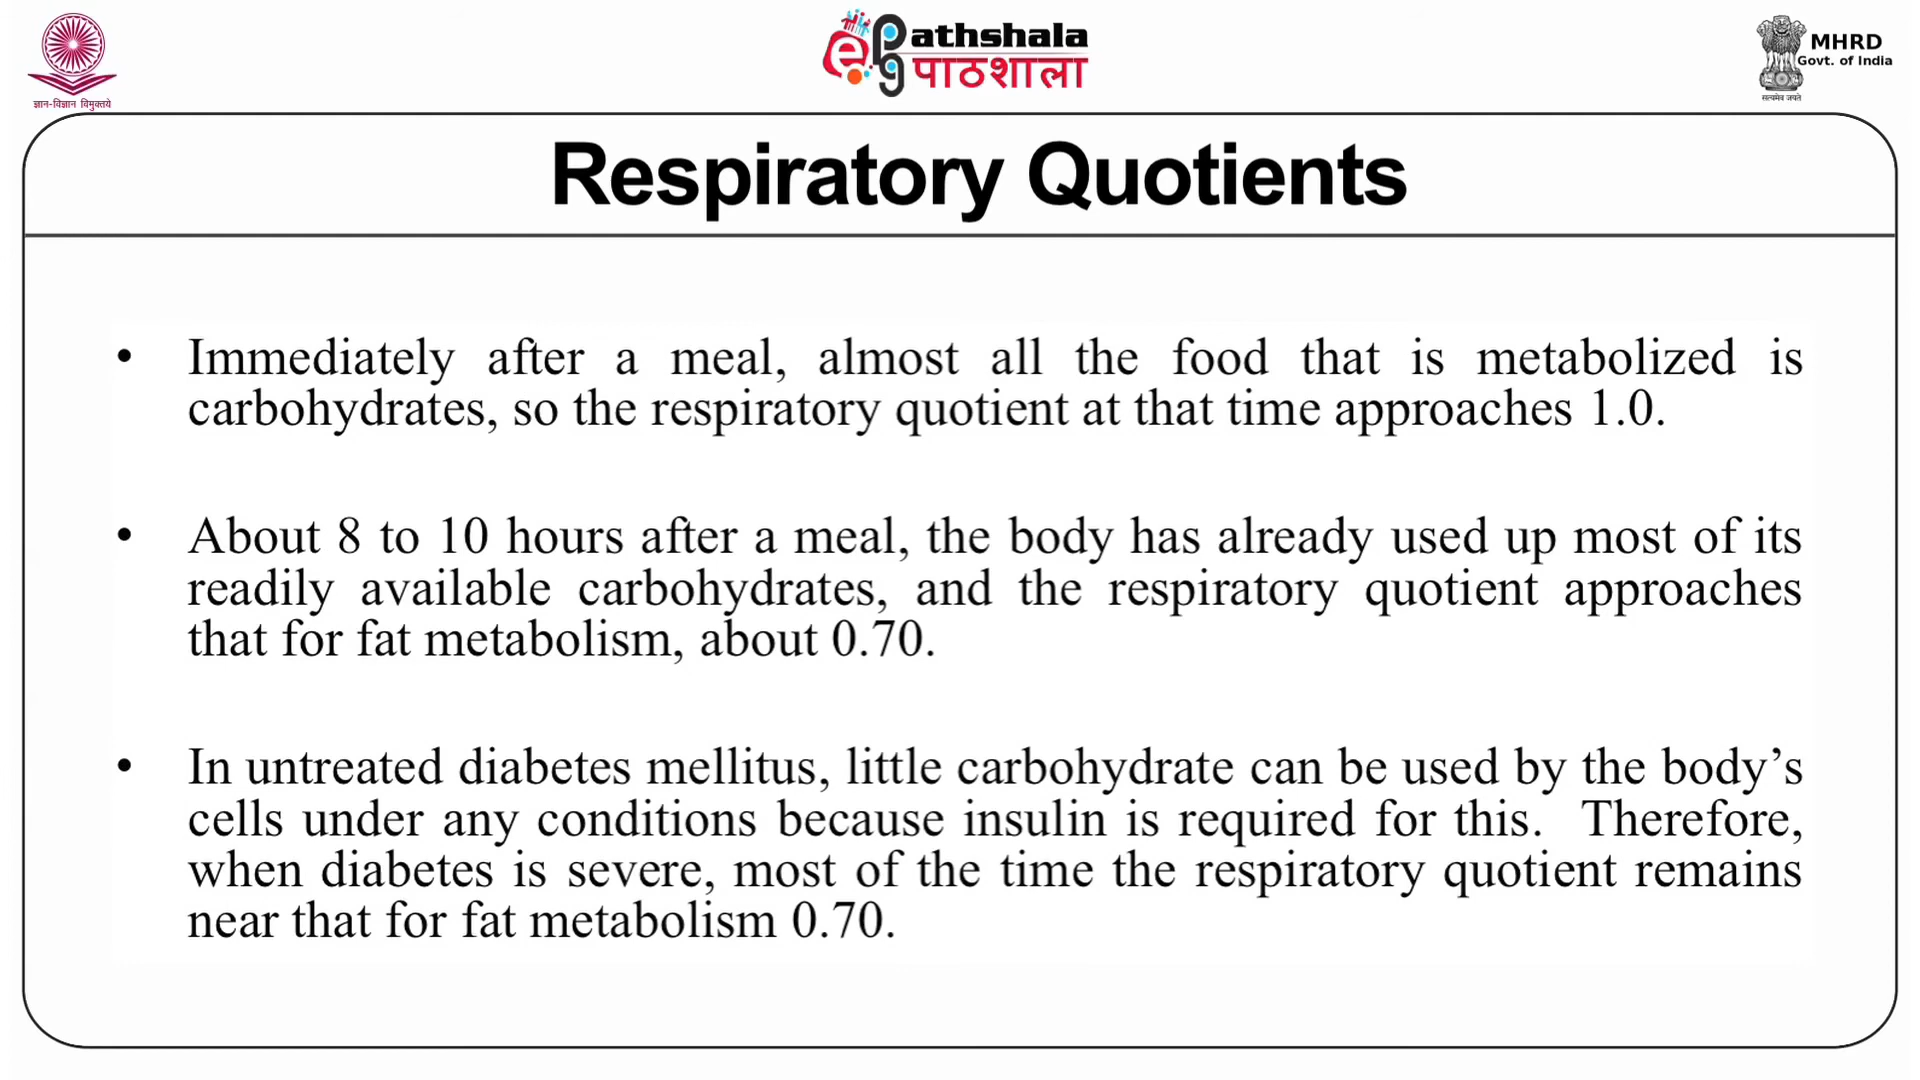 ज्ञान-विज्ञान विमुक्तये
ePathshala
पाठशाला
MHRD
Govt. of India
सत्यमेव जयते
Respiratory Quotients
• Immediately after a meal, almost all the food that is metabolized is
carbohydrates, so the respiratory quotient at that time approaches 1.0.
• About 8 to 10 hours after a meal, the body has already used up most of its
readily available carbohydrates, and the respiratory quotient approaches
that for fat metabolism, about 0.70.
• In untreated diabetes mellitus, little carbohydrate can be used by the body’s
cells under any conditions because insulin is required for this. Therefore,
when diabetes is severe, most of the time the respiratory quotient remains
near that for fat metabolism 0.70.